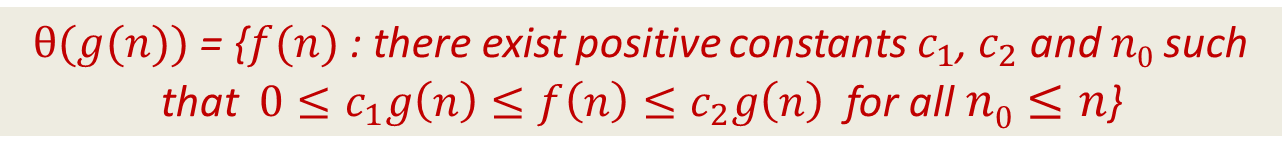 θ(g(n)) = {f(n) : there exist positive constants c₁, c₂ and n₀ such
that 0 ≤ c₁g(n) ≤ f(n) ≤ c₂g(n) for all n₀ ≤ n}